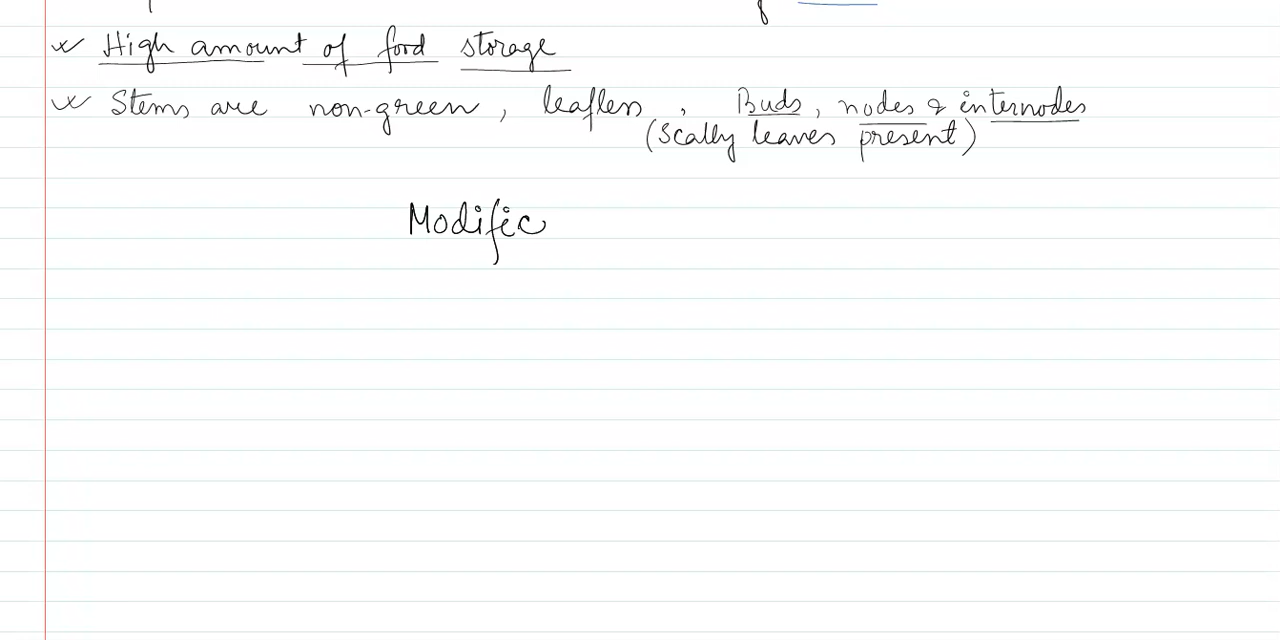 High amount of food storage
Stems are non-green, leafless, Buds, nodes & internodes
(Scally leaves present)
Modific